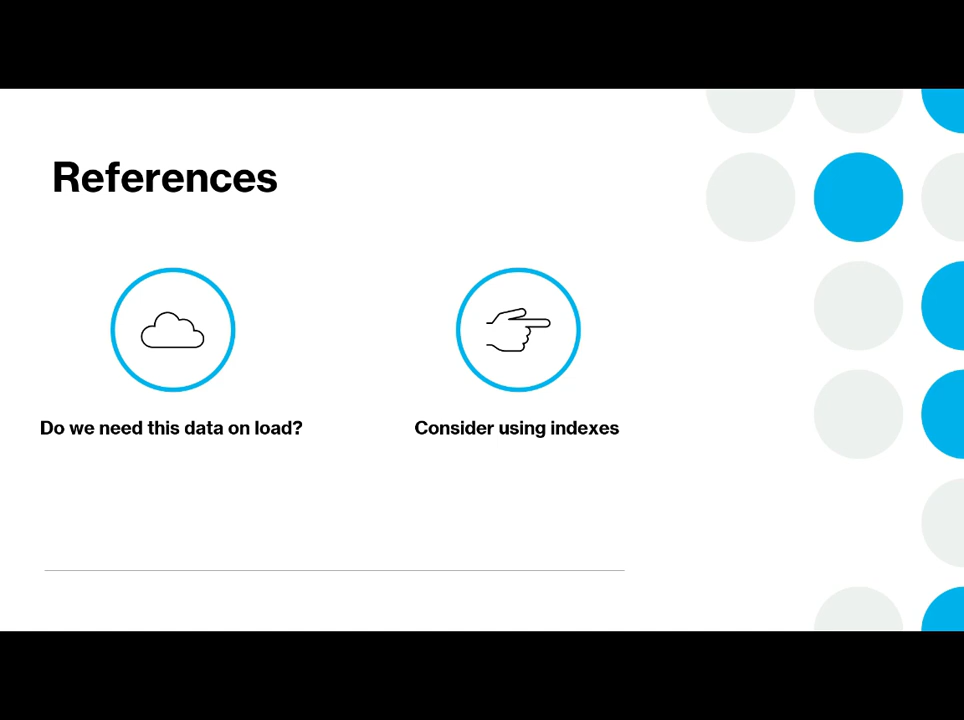 References
Do we need this data on load?
Consider using indexes